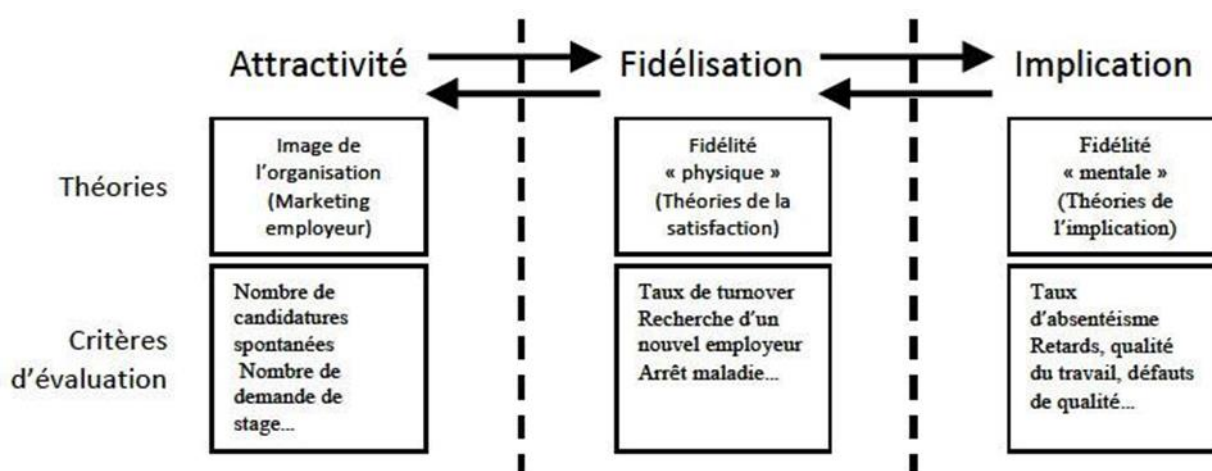 Attractivité
Fidélisation
Implication
Théories
Image de
l'organisation
(Marketing
employeur)
Fidélité
« physique »
(Théories de la
satisfaction)
Fidélité
« mentale »
(Théories de
l'implication)
Critères
d'évaluation
Nombre de
candidatures
spontanées
Nombre de
demande de
stage...
Taux de turnover
Recherche d'un
nouvel employeur
Arrêt maladie...
Taux
d'absentéisme
Retards, qualité
du travail, défauts
de qualité...